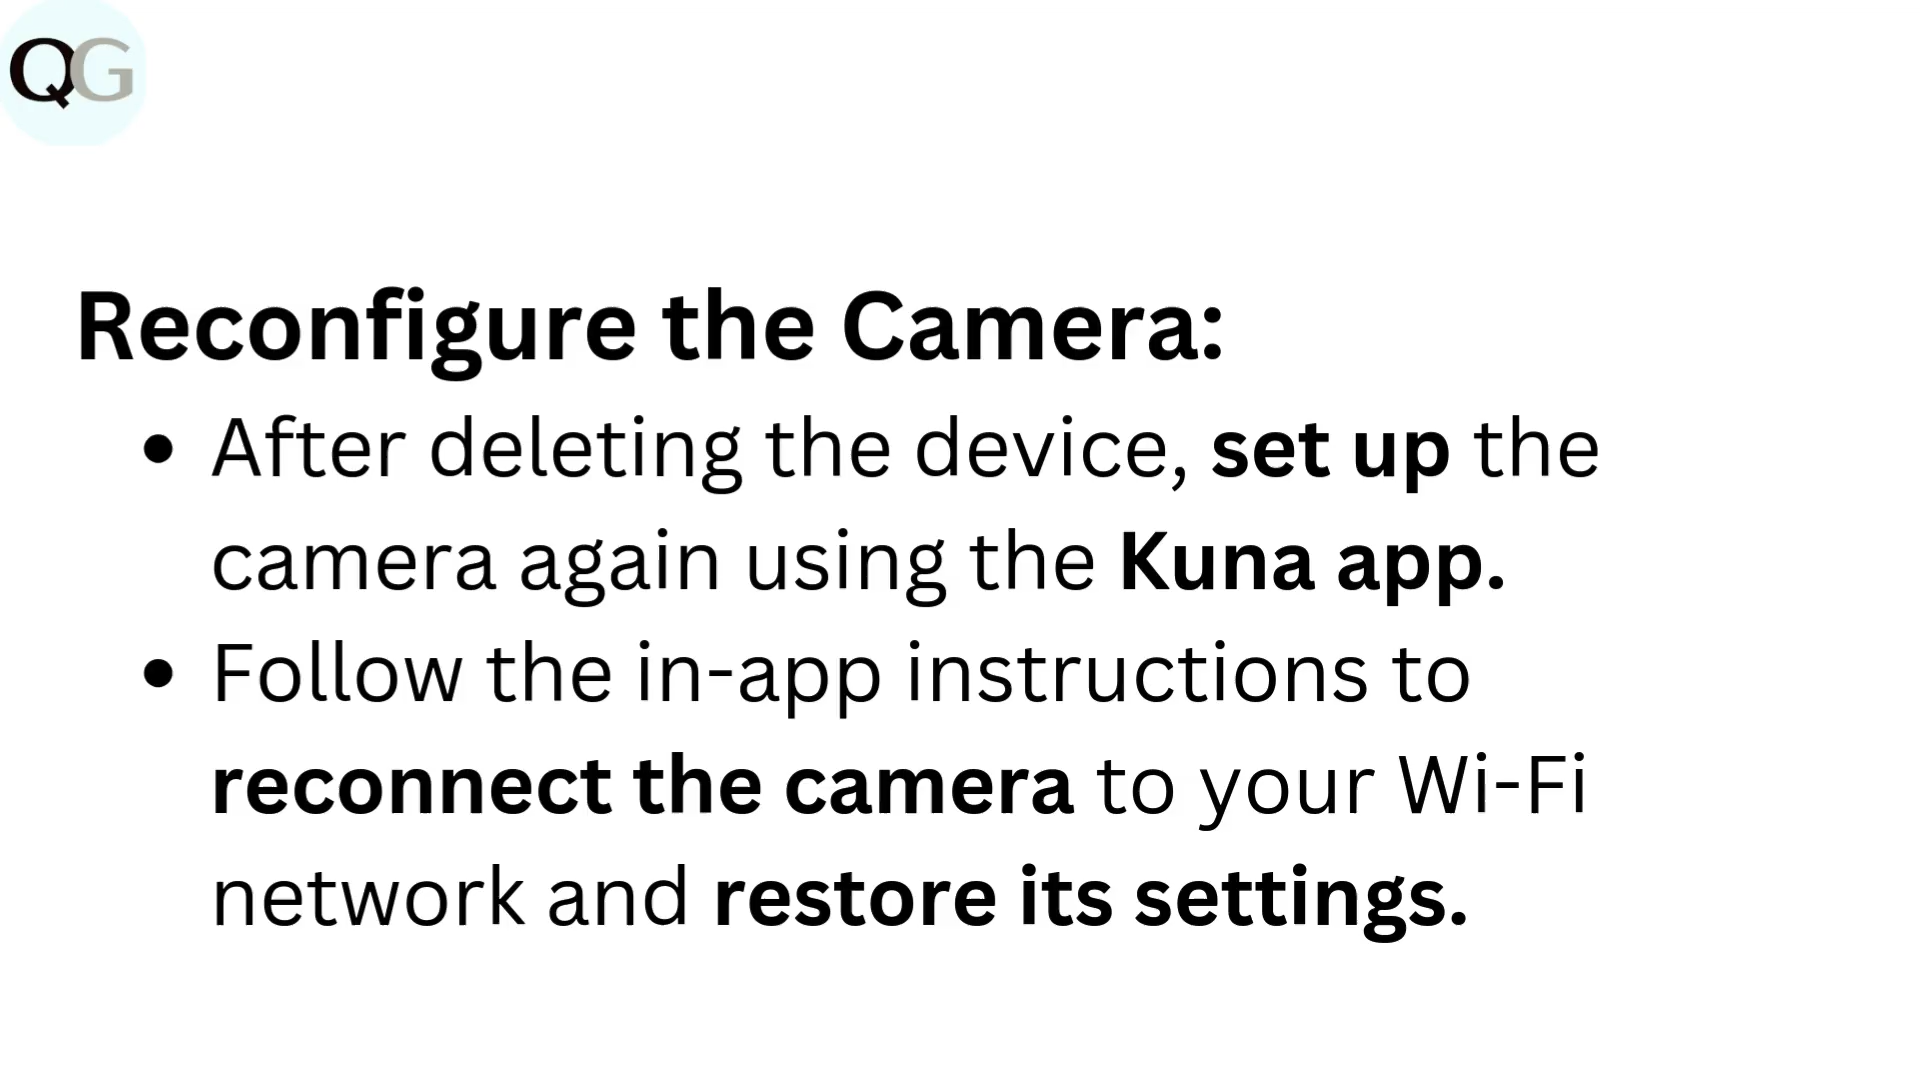 QG
Reconfigure the Camera:
• After deleting the device, set up the
camera again using the Kuna app.
• Follow the in-app instructions to
reconnect the camera to your Wi-Fi
network and restore its settings.